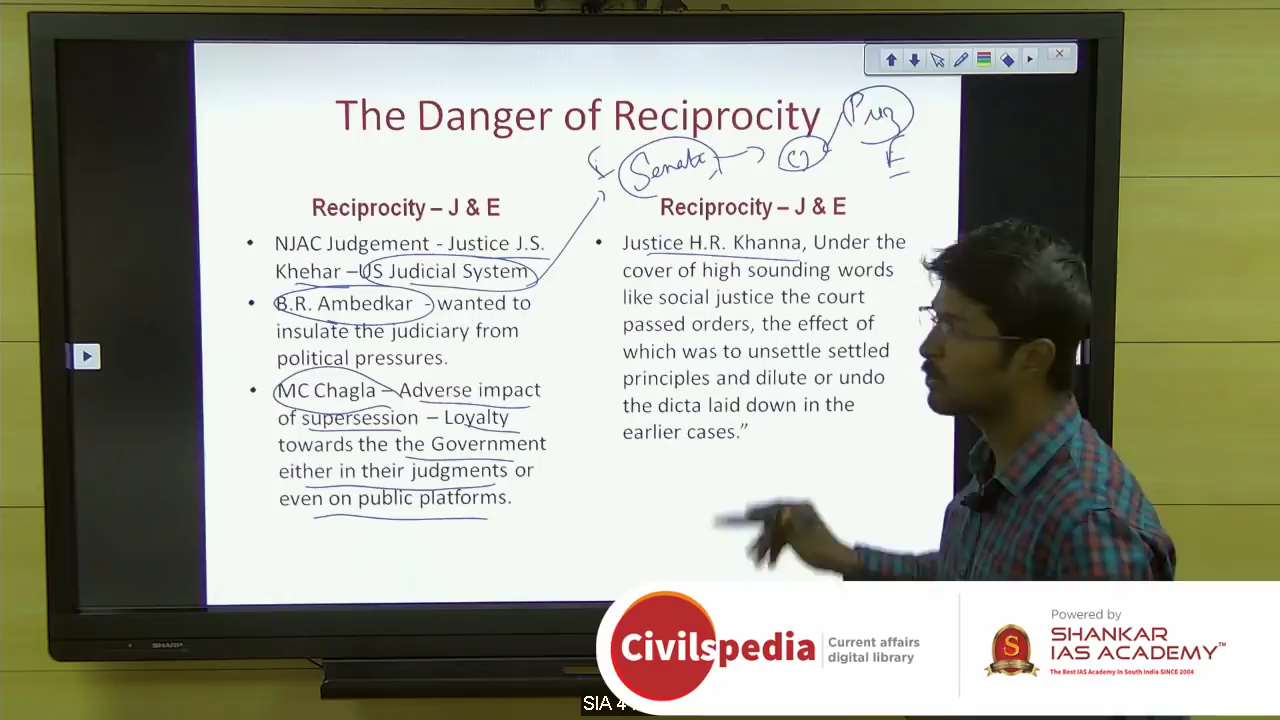 The Danger of Reciprocity
Senate
CJ
E
Reciprocity – J & E
• NJAC Judgement - Justice J.S.
Khehar –US Judicial System
• B.R. Ambedkar - wanted to
insulate the judiciary from
political pressures.
• MC Chagla – Adverse impact
of supersession – Loyalty
towards the the Government
either in their judgments or
even on public platforms.
Reciprocity – J & E
• Justice H.R. Khanna, Under the
cover of high sounding words
like social justice the court
passed orders, the effect of
which was to unsettle settled
principles and dilute or undo
the dicta laid down in the
earlier cases.”
SHARP
Civilspedia
Current affairs
digital library
Powered by
SHANKAR
IAS ACADEMY™
The Best IAS Academy In South India SINCE 2004
S
SIA 4